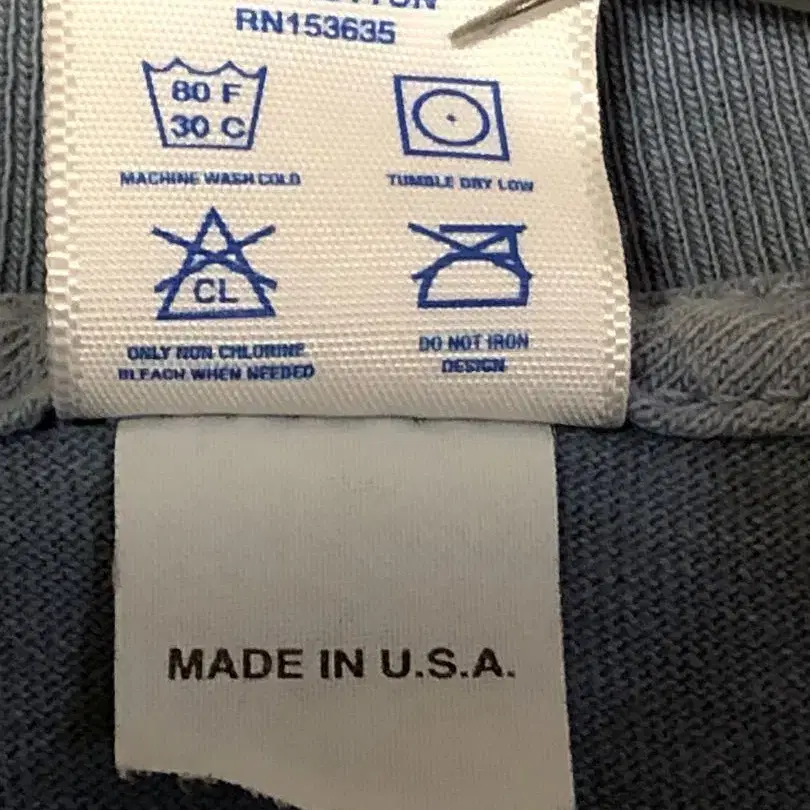 RN153635
80 F
30 C
MACHINE WASH COLD
TUMBLE DRY LOW
CL
ONLY NON CHLORINE
BLEACH WHEN NEEDED
DO NOT IRON
DESIGN
MADE IN U.S.A.